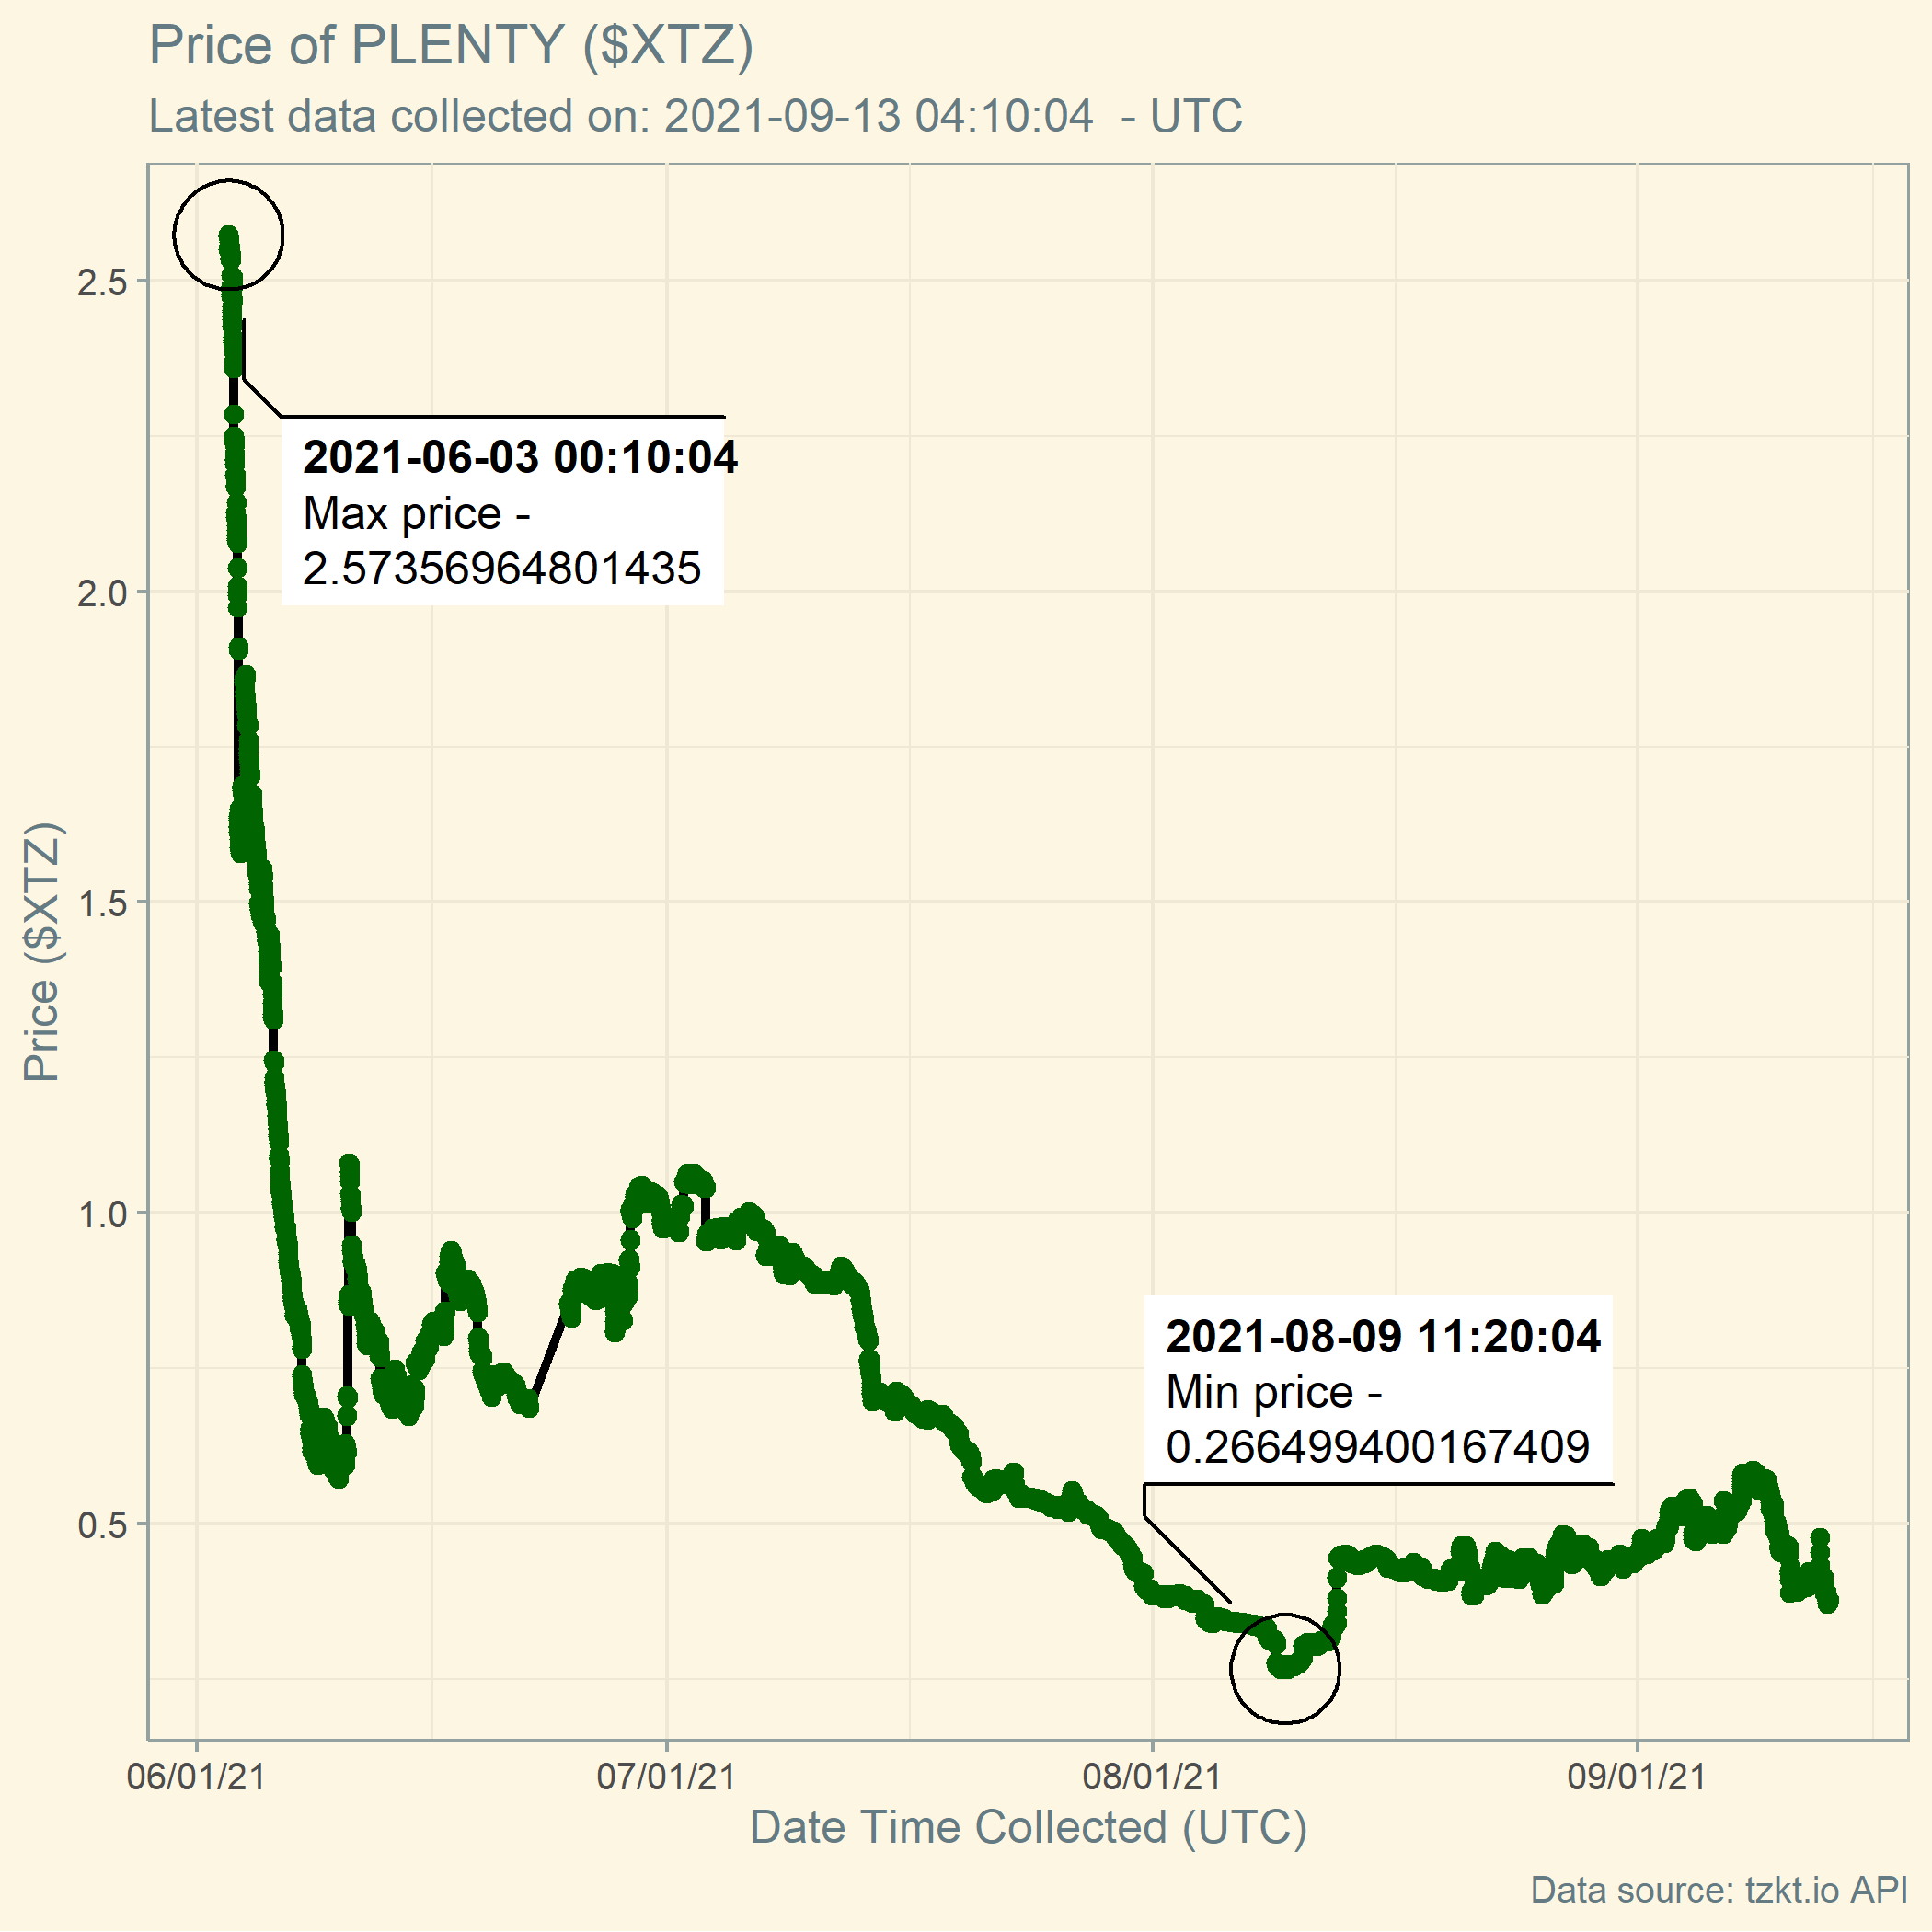 Price of PLENTY ($XTZ)
Latest data collected on: 2021-09-13 04:10:04  - UTC
Price ($XTZ)
2.5
2.0
1.5
1.0
0.5
2021-06-03 00:10:04
Max price -
2.57356964801435
2021-08-09 11:20:04
Min price -
0.266499400167409
06/01/21 07/01/21 08/01/21 09/01/21
Date Time Collected (UTC)
Data source: tzkt.io API